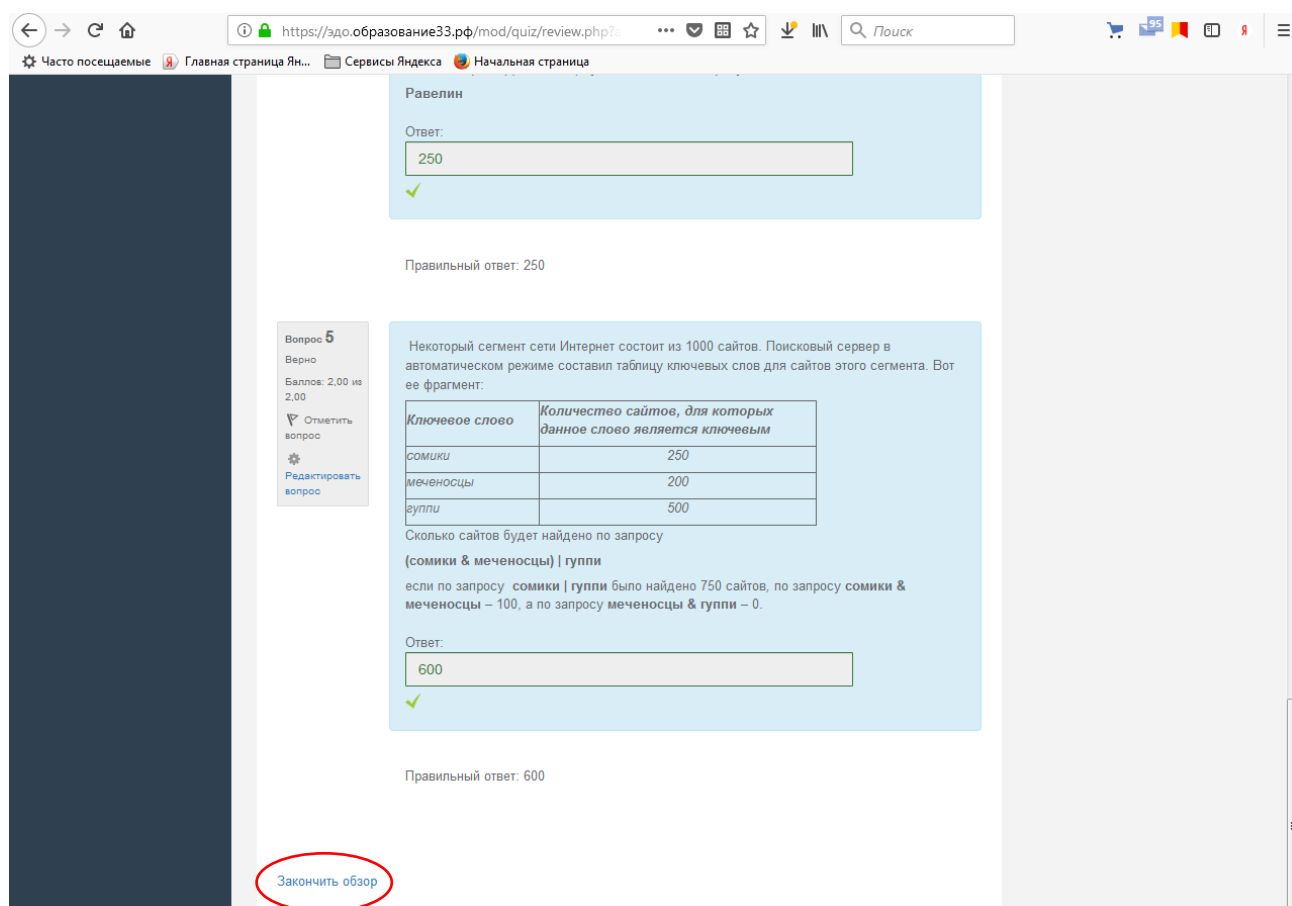 https://эдо.образование33.рф/mod/quiz/review.php?a
Поиск
95
Я
Часто посещаемые
Я
Главная страница Ян...
Сервисы Яндекса
Начальная страница
Равелин
Ответ:
250
Правильный ответ: 250
Вопрос 5
Верно
Баллов: 2,00 из
2,00
Отметить
вопрос
Редактировать
вопрос
Некоторый сегмент сети Интернет состоит из 1000 сайтов. Поисковый сервер в
автоматическом режиме составил таблицу ключевых слов для сайтов этого сегмента. Вот
ее фрагмент:
Ключевое слово
Количество сайтов, для которых
данное слово является ключевым
сомики 250
меченосцы 200
гуппи 500
Сколько сайтов будет найдено по запросу
(сомики & меченосцы) | гуппи
если по запросу сомики | гуппи было найдено 750 сайтов, по запросу сомики &
меченосцы – 100, а по запросу меченосцы & гуппи – 0.
Ответ:
600
Правильный ответ: 600
Закончить обзор